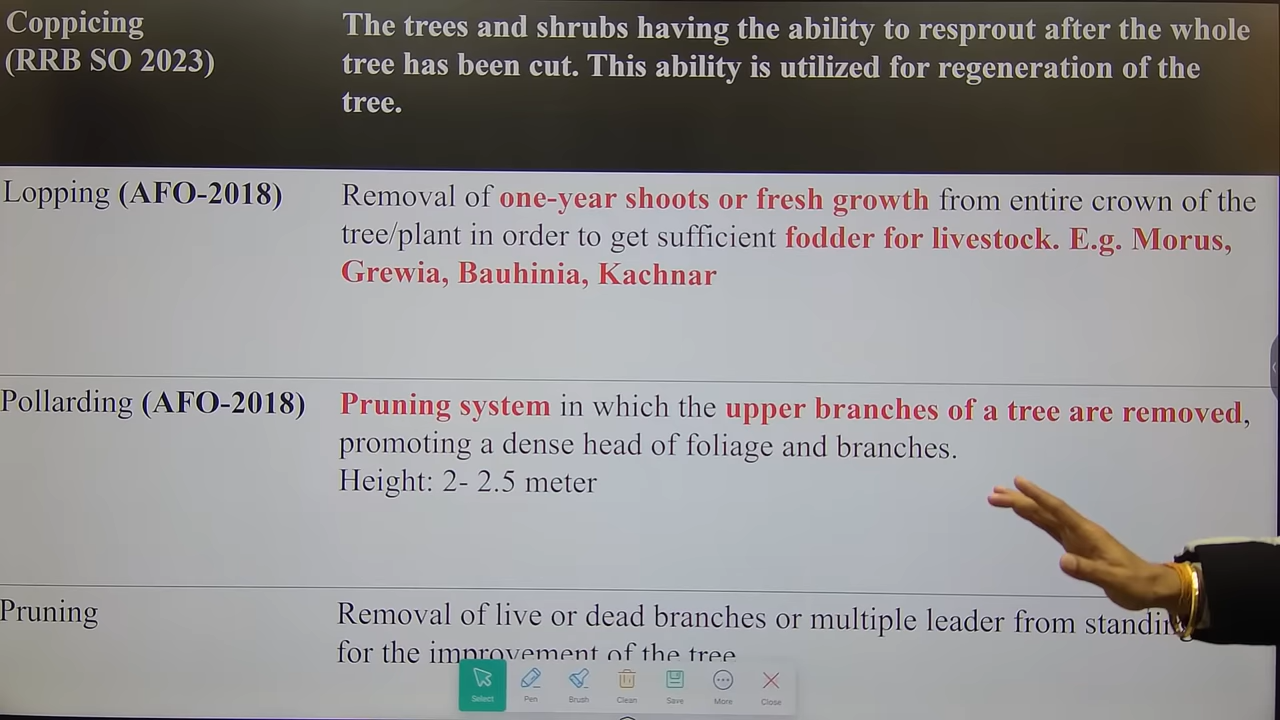 Coppicing
(RRB SO 2023)
The trees and shrubs having the ability to resprout after the whole
tree has been cut. This ability is utilized for regeneration of the
tree.
Lopping (AFO-2018)
Removal of one-year shoots or fresh growth from entire crown of the
tree/plant in order to get sufficient fodder for livestock. E.g. Morus,
Grewia, Bauhinia, Kachnar
Pollarding (AFO-2018)
Pruning system in which the upper branches of a tree are removed,
promoting a dense head of foliage and branches.
Height: 2- 2.5 meter
Pruning
Removal of live or dead branches or multiple leader from
for the improvement of the tree
Select
Pen
Brush
Clean
Save
More
Close